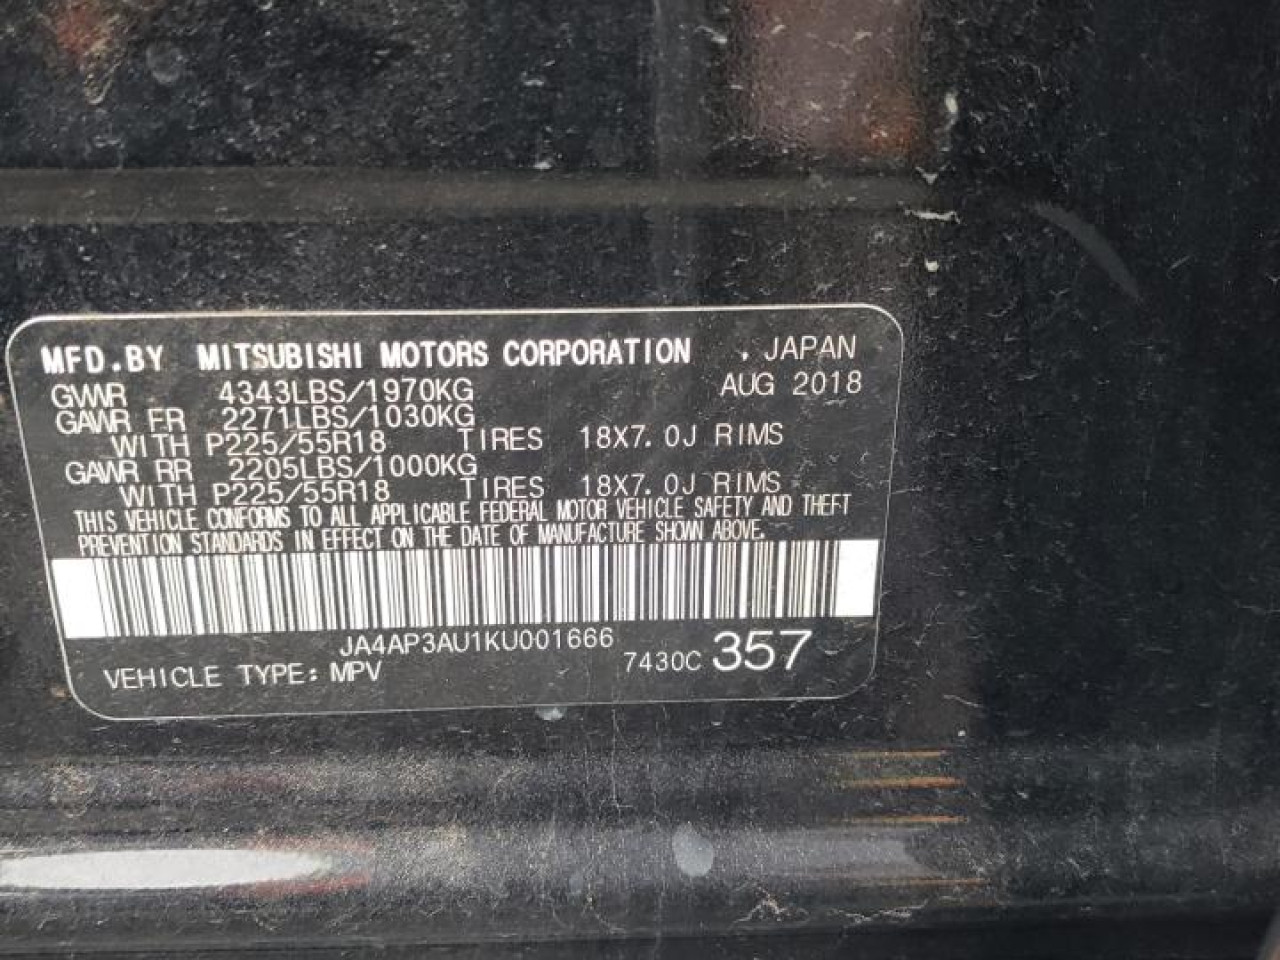 MFD.BY MITSUBISHI MOTORS CORPORATION , JAPAN
GVWR 4343LBS/1970KG AUG 2018
GAWR FR 2271LBS/1030KG
WITH P225/55R18 TIRES 18X7.0J RIMS
GAWR RR 2205LBS/1000KG
WITH P225/55R18 TIRES 18X7.0J RIMS
THIS VEHICLE CONFORMS TO ALL APPLICABLE FEDERAL MOTOR VEHICLE SAFETY AND THEFT
PREVENTION STANDARDS IN EFFECT ON THE DATE OF MANUFACTURE SHOWN ABOVE.
JA4AP3AU1KU001666
VEHICLE TYPE: MPV 7430C 357